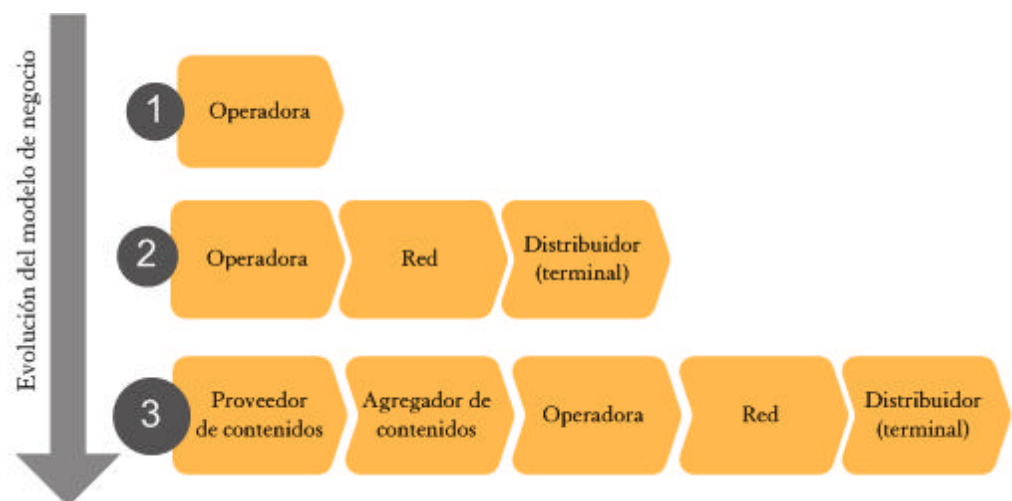 Evolución del modelo de negocio
1
Operadora
2
Operadora
Red
Distribuidor
(terminal)
3
Proveedor
de contenidos
Agregador de
contenidos
Operadora
Red
Distribuidor
(terminal)